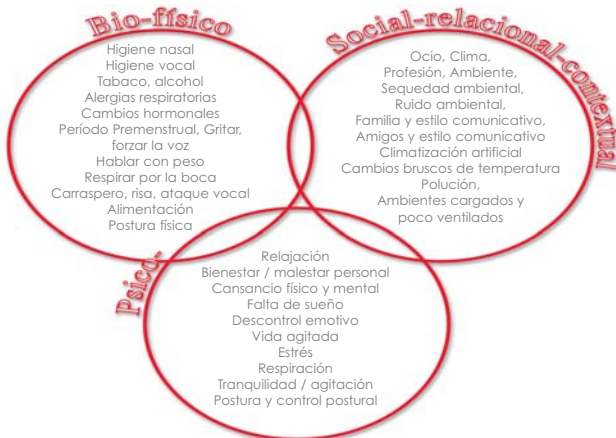 Bio-físico
Higiene nasal
Higiene vocal
Tabaco, alcohol
Alergias respiratorias
Cambios hormonales
Período Premenstrual, Gritar,
forzar la voz
Hablar con peso
Respirar por la boca
Carraspero, risa, ataque vocal
Alimentación
Postura física
Social-relacional-contextual
Ocio, Clima,
Profesión, Ambiente,
Sequedad ambiental,
Ruido ambiental,
Familia y estilo comunicativo,
Amigos y estilo comunicativo
Climatización artificial
Cambios bruscos de temperatura
Polución,
Ambientes cargados y
poco ventilados
Psico-
Relajación
Bienestar / malestar personal
Cansancio físico y mental
Falta de sueño
Descontrol emotivo
Vida agitada
Estrés
Respiración
Tranquilidad / agitación
Postura y control postural